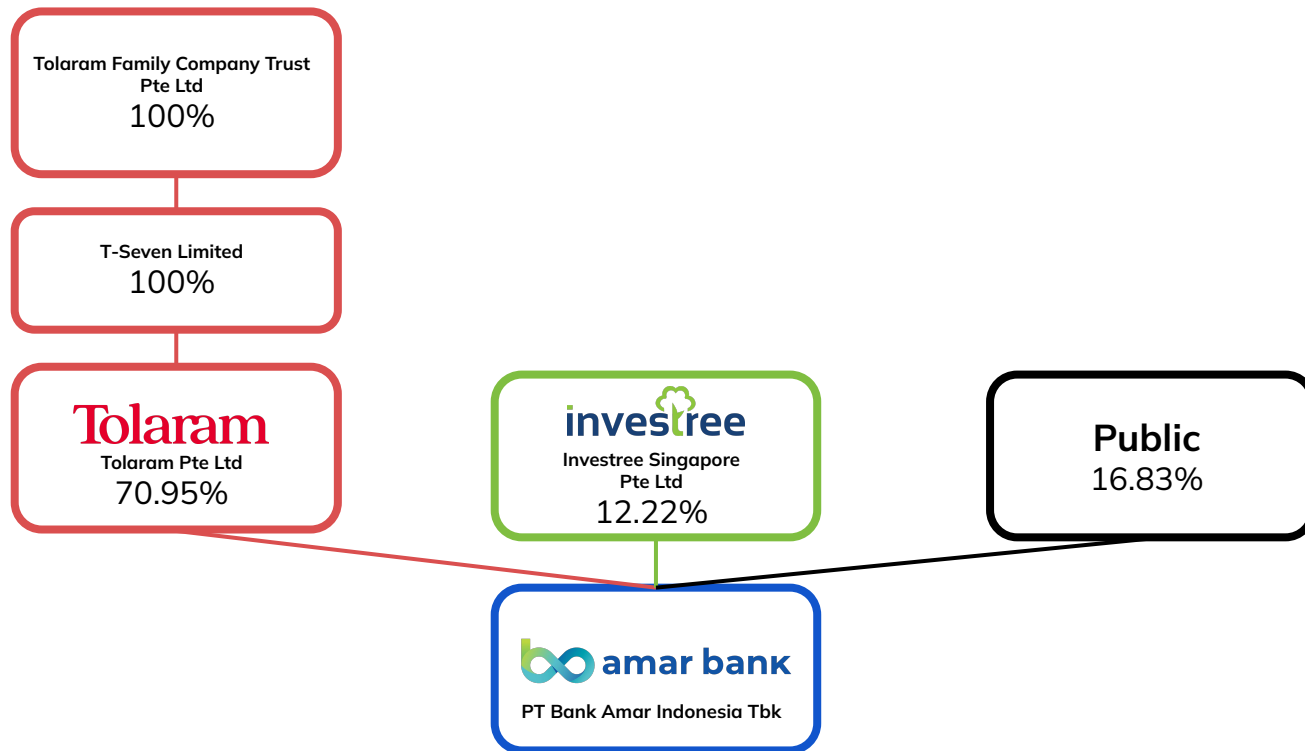 Tolaram Family Company Trust
Pte Ltd
100%
T-Seven Limited
100%
Tolaram
Tolaram Pte Ltd
70.95%
investree
Investree Singapore
Pte Ltd
12.22%
Public
16.83%
amar bank
PT Bank Amar Indonesia Tbk